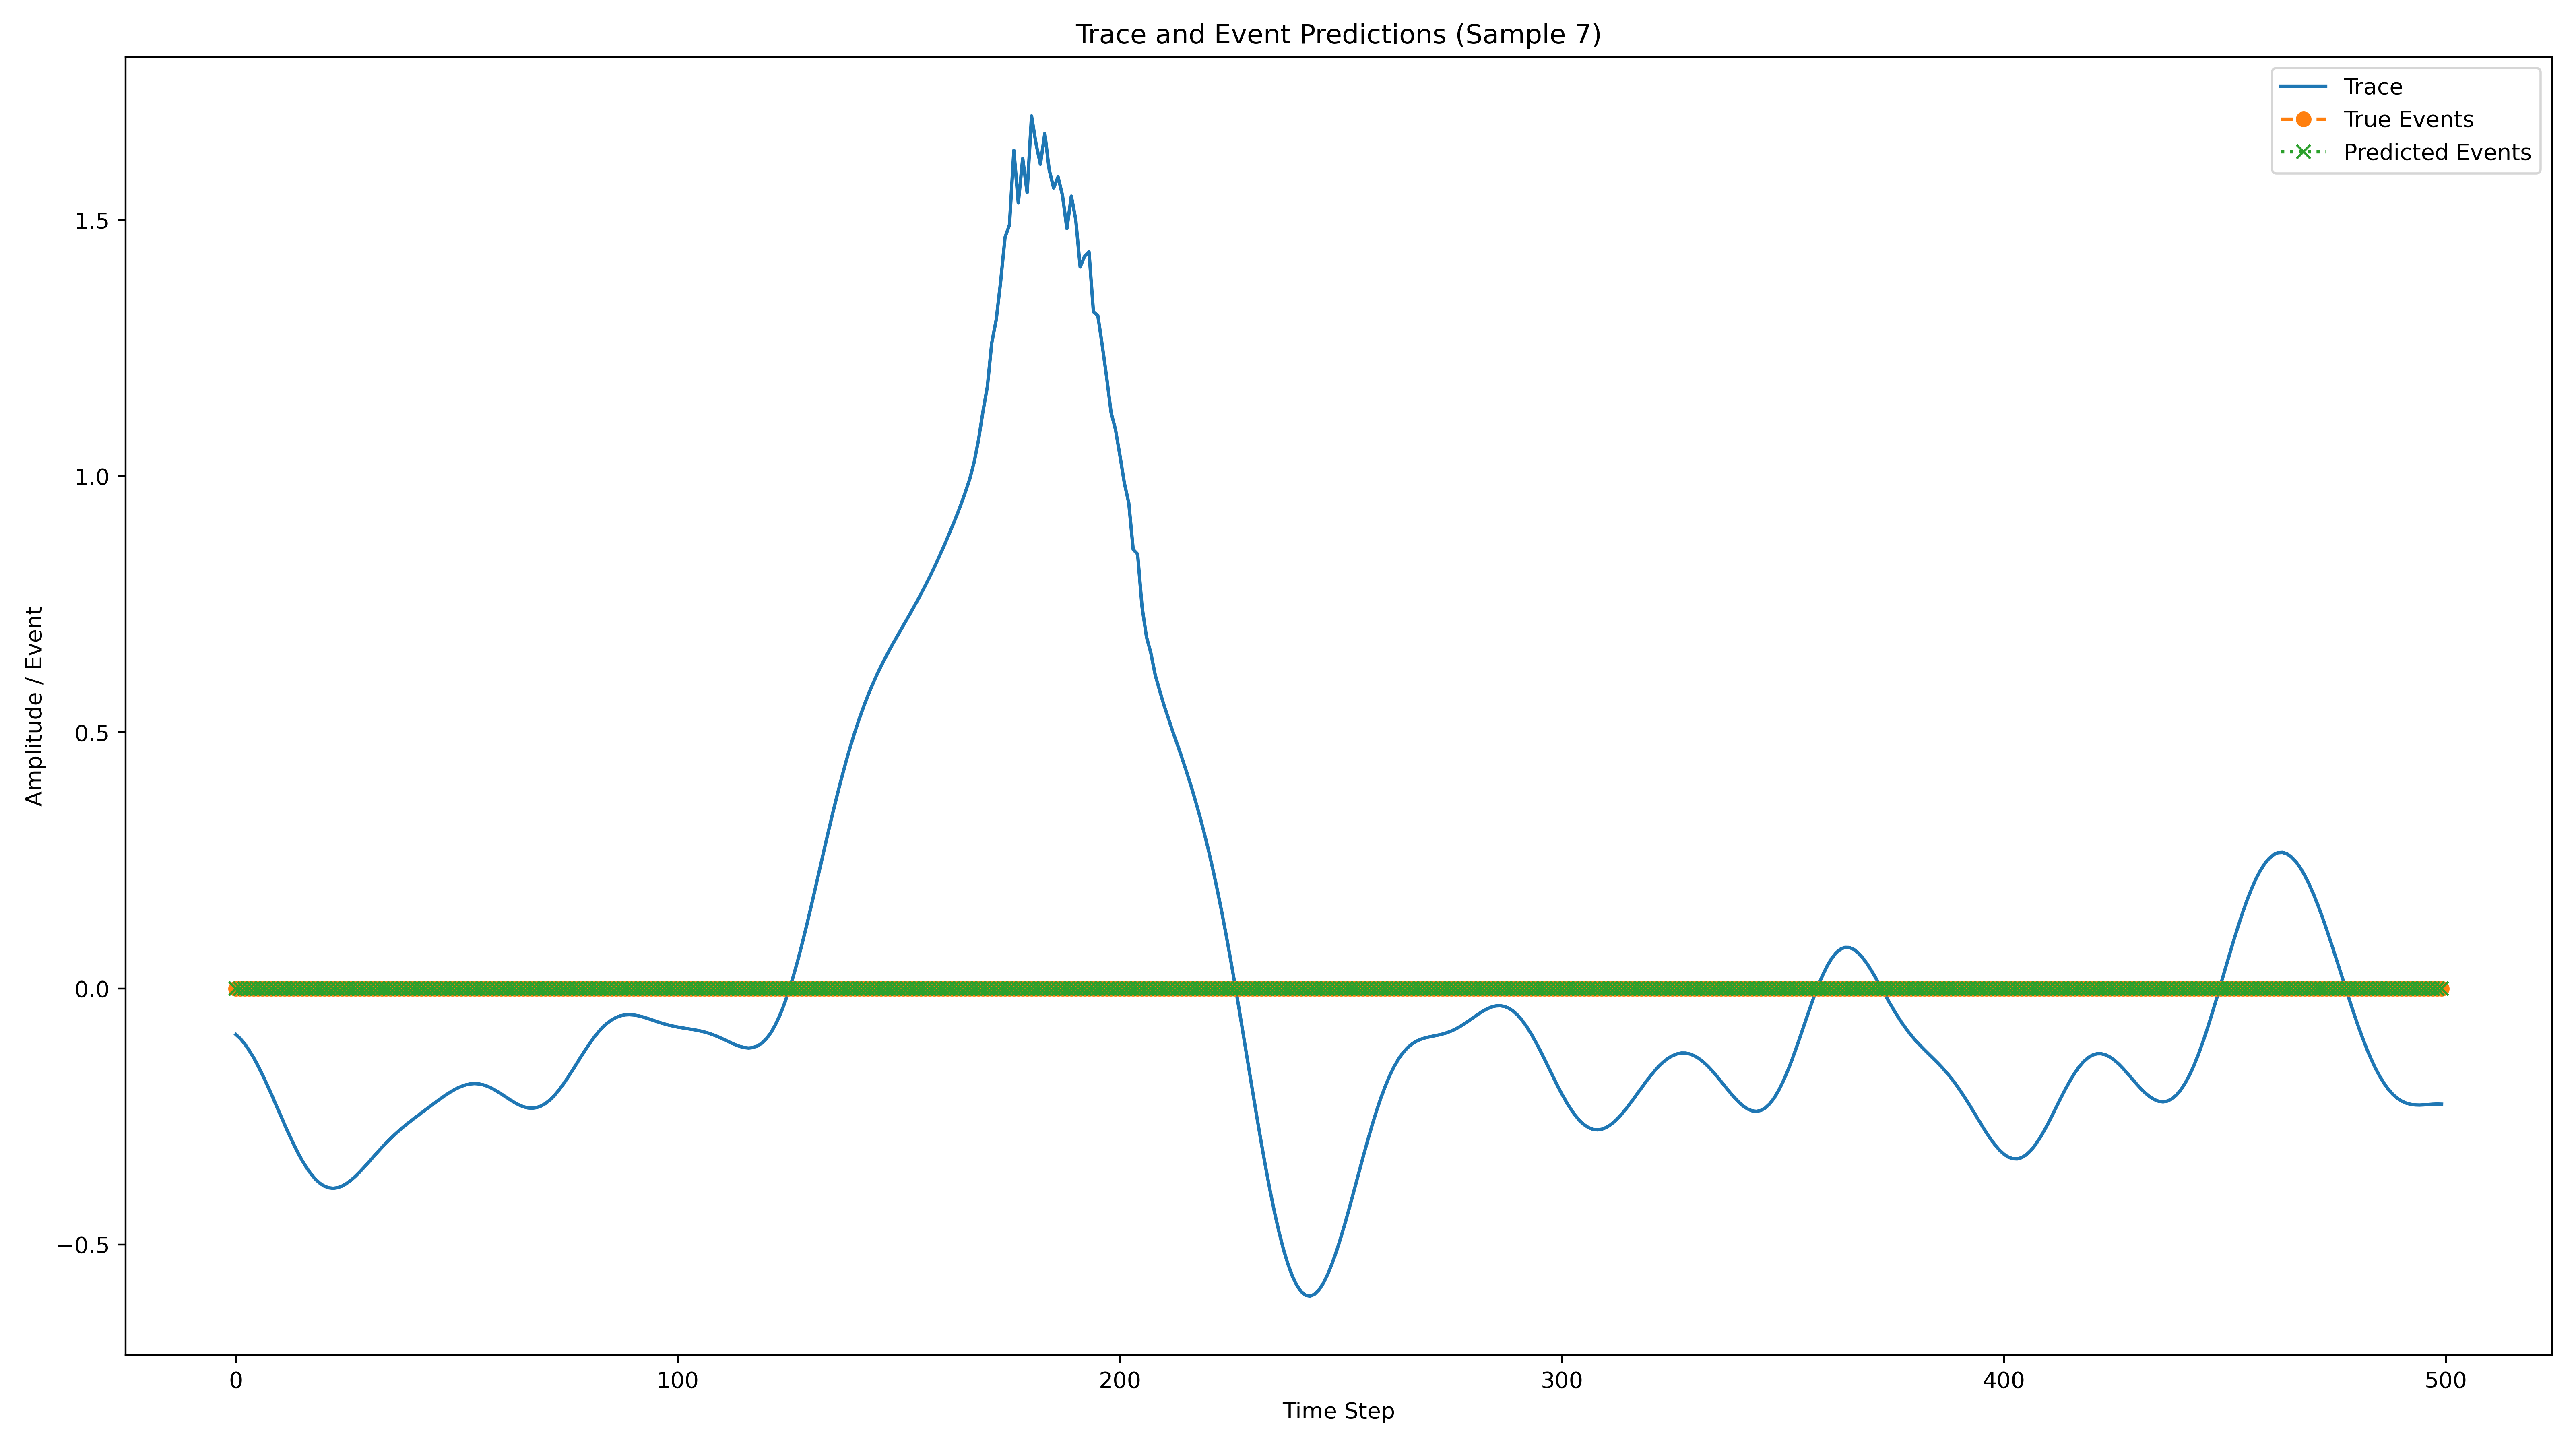 Trace and Event Predictions (Sample 7)
Trace
True Events
Predicted Events
Amplitude / Event
1.5
1.0
0.5
0.0
−0.5
0 100 200 300 400 500
Time Step